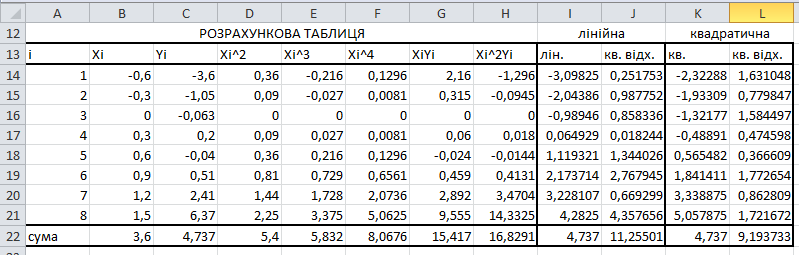 A B C D E F G H I J K L
12 РОЗРАХУНКОВА ТАБЛИЦЯ лінійна квадратична
13 i Xi Yi Xi^2 Xi^3 Xi^4 XiYi Xi^2Yi лін. кв. відх. кв. кв. відх.
14 1 -0,6 -3,6 0,36 -0,216 0,1296 2,16 -1,296 -3,09825 0,251753 -2,32288 1,631048
15 2 -0,3 -1,05 0,09 -0,027 0,0081 0,315 -0,0945 -2,04386 0,987752 -1,93309 0,779847
16 3 0 -0,063 0 0 0 0 0 -0,98946 0,858336 -1,32177 1,584497
17 4 0,3 0,2 0,09 0,027 0,0081 0,06 0,018 0,064929 0,018244 -0,48891 0,474598
18 5 0,6 -0,04 0,36 0,216 0,1296 -0,024 -0,0144 1,119321 1,344026 0,565482 0,366609
19 6 0,9 0,51 0,81 0,729 0,6561 0,459 0,4131 2,173714 2,767945 1,841411 1,772654
20 7 1,2 2,41 1,44 1,728 2,0736 2,892 3,4704 3,228107 0,669299 3,338875 0,862809
21 8 1,5 6,37 2,25 3,375 5,0625 9,555 14,3325 4,2825 4,357656 5,057875 1,721672
22 сума 3,6 4,737 5,4 5,832 8,0676 15,417 16,8291 4,737 11,25501 4,737 9,193733